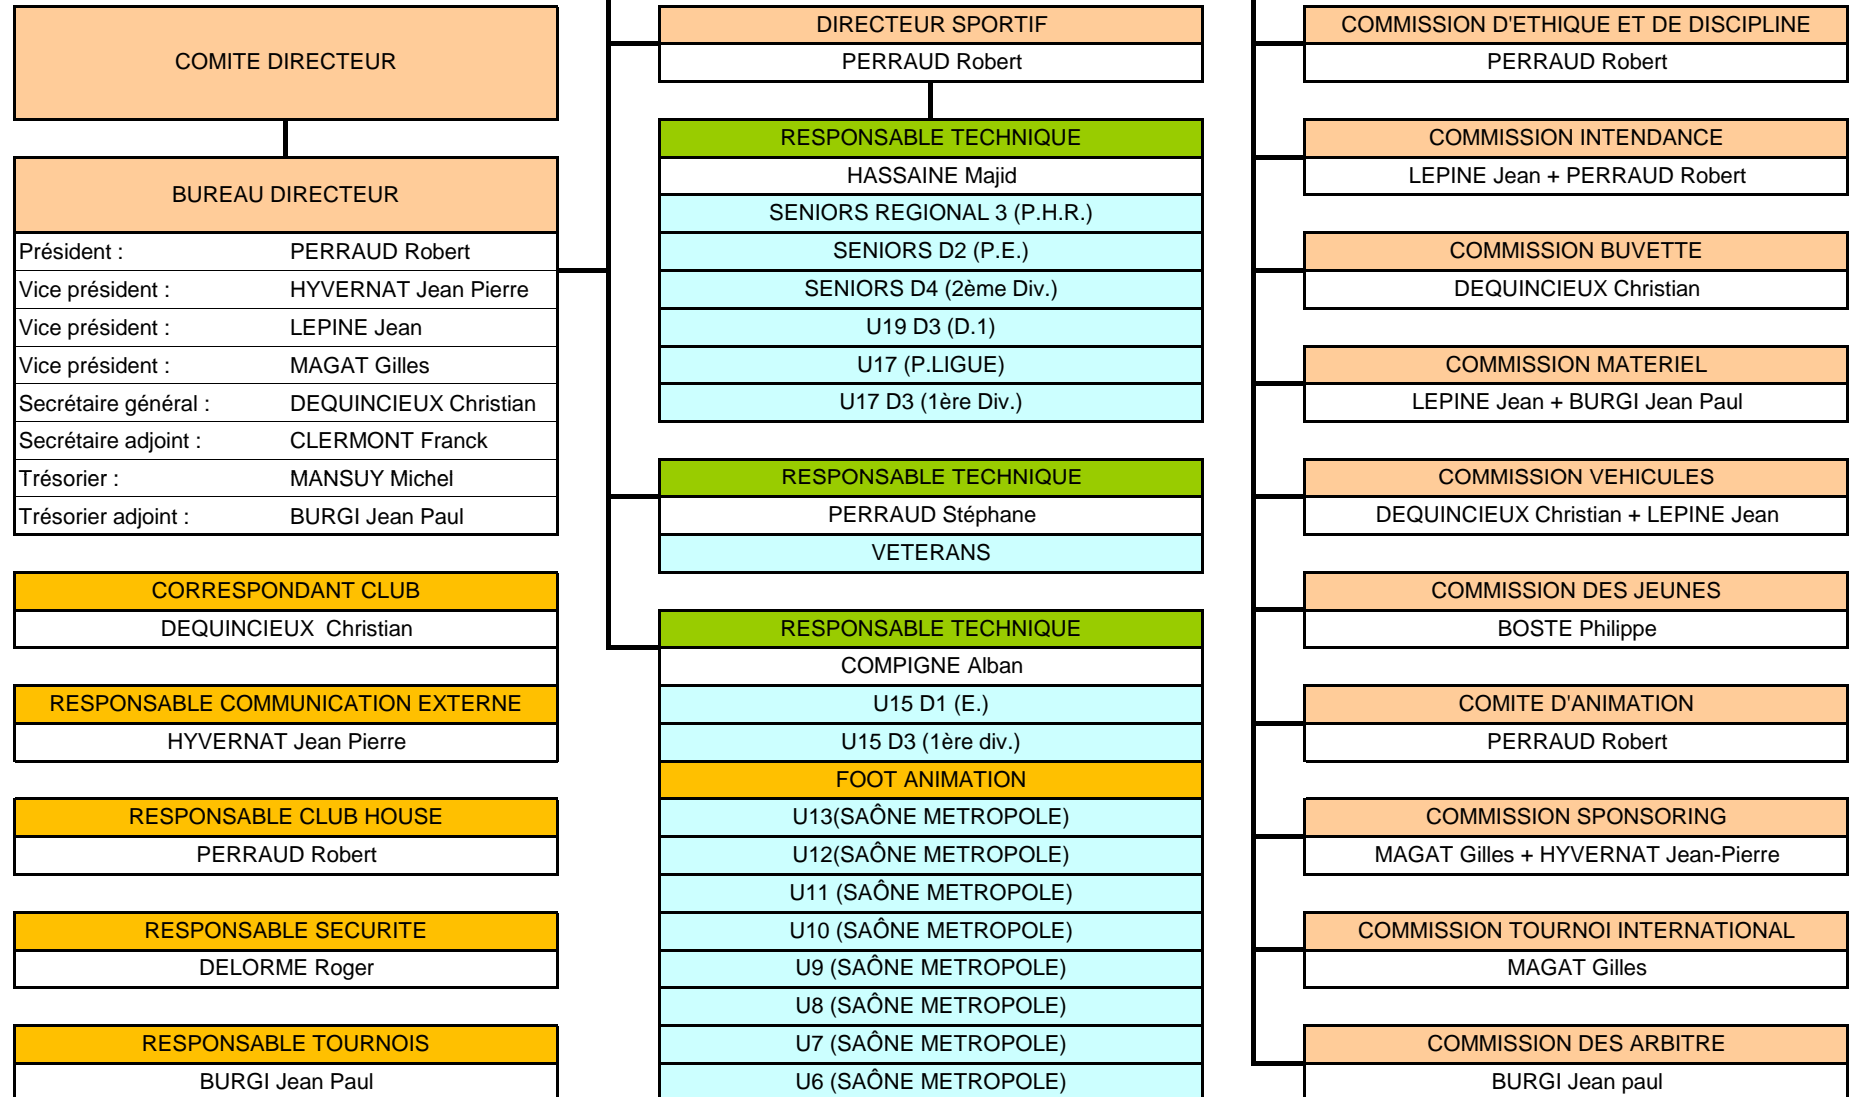 COMITE DIRECTEUR
BUREAU DIRECTEUR
Président : PERRAUD Robert
Vice président : HYVERNAT Jean Pierre
Vice président : LEPINE Jean
Vice président : MAGAT Gilles
Secrétaire général : DEQUINCIEUX Christian
Secrétaire adjoint : CLERMONT Franck
Trésorier : MANSUY Michel
Trésorier adjoint : BURGI Jean Paul
CORRESPONDANT CLUB
DEQUINCIEUX Christian
RESPONSABLE COMMUNICATION EXTERNE
HYVERNAT Jean Pierre
RESPONSABLE CLUB HOUSE
PERRAUD Robert
RESPONSABLE SECURITE
DELORME Roger
RESPONSABLE TOURNOIS
BURGI Jean Paul
DIRECTEUR SPORTIF
PERRAUD Robert
RESPONSABLE TECHNIQUE
HASSAINE Majid
SENIORS REGIONAL 3 (P.H.R.)
SENIORS D2 (P.E.)
SENIORS D4 (2ème Div.)
U19 D3 (D.1)
U17 (P.LIGUE)
U17 D3 (1ère Div.)
RESPONSABLE TECHNIQUE
PERRAUD Stéphane
VETERANS
RESPONSABLE TECHNIQUE
COMPIGNE Alban
U15 D1 (E.)
U15 D3 (1ère div.)
FOOT ANIMATION
U13(SAÔNE METROPOLE)
U12(SAÔNE METROPOLE)
U11 (SAÔNE METROPOLE)
U10 (SAÔNE METROPOLE)
U9 (SAÔNE METROPOLE)
U8 (SAÔNE METROPOLE)
U7 (SAÔNE METROPOLE)
U6 (SAÔNE METROPOLE)
COMMISSION D'ETHIQUE ET DE DISCIPLINE
PERRAUD Robert
COMMISSION INTENDANCE
LEPINE Jean + PERRAUD Robert
COMMISSION BUVETTE
DEQUINCIEUX Christian
COMMISSION MATERIEL
LEPINE Jean + BURGI Jean Paul
COMMISSION VEHICULES
DEQUINCIEUX Christian + LEPINE Jean
COMMISSION DES JEUNES
BOSTE Philippe
COMITE D'ANIMATION
PERRAUD Robert
COMMISSION SPONSORING
MAGAT Gilles + HYVERNAT Jean-Pierre
COMMISSION TOURNOI INTERNATIONAL
MAGAT Gilles
COMMISSION DES ARBITRE
BURGI Jean paul